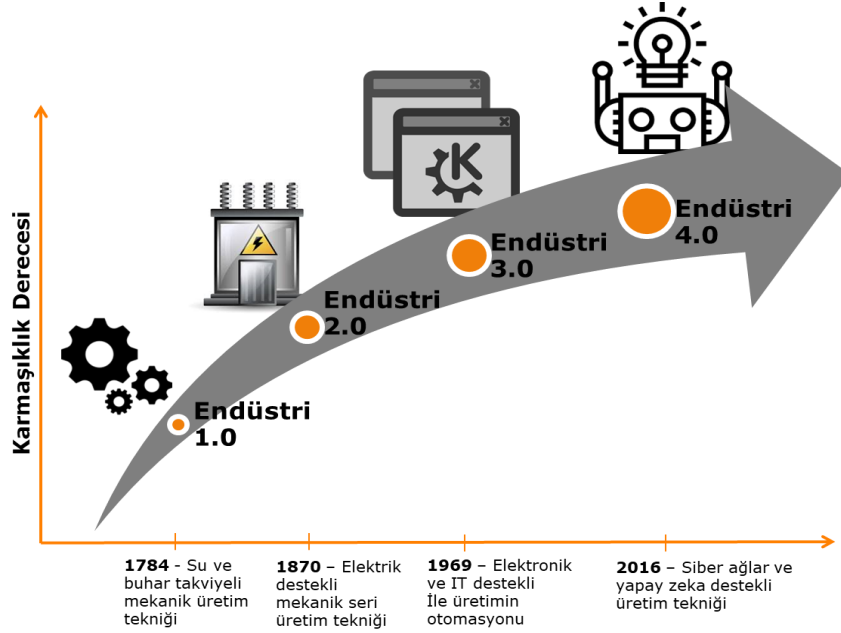 Karmaşıklık Derecesi
Endüstri
1.0
Endüstri
2.0
Endüstri
3.0
Endüstri
4.0
1784 - Su ve
buhar takviyeli
mekanik üretim
tekniği
1870 – Elektrik
destekli
mekanik seri
üretim tekniği
1969 – Elektronik
ve IT destekli
İle üretimin
otomasyonu
2016 – Siber ağlar ve
yapay zeka destekli
üretim tekniği